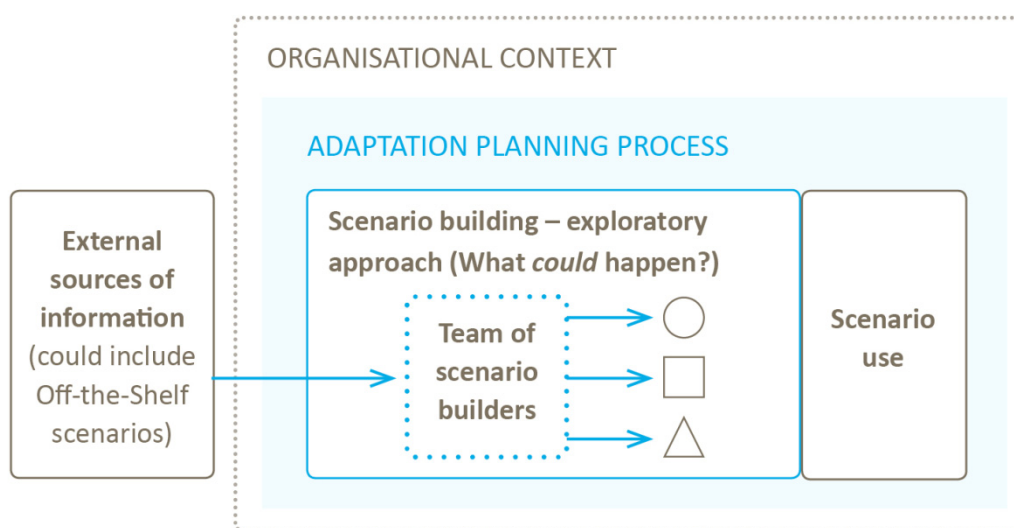 ORGANISATIONAL CONTEXT
ADAPTATION PLANNING PROCESS
External
sources of
information
(could include
Off-the-Shelf
scenarios)
Scenario building – exploratory
approach (What could happen?)
Team of
scenario
builders
Scenario
use